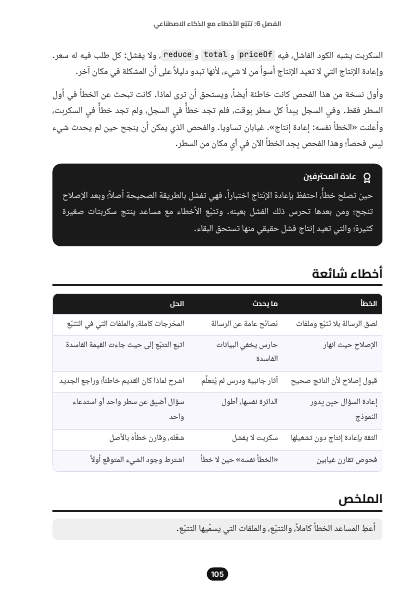 الفصل 6: تتبّع الأخطاء مع الذكاء الاصطناعي
السكربت يشبه الكود الفاشل، فيه priceOf و total و reduce، ولا يفشل: كل طلب فيه له سعر.
وإعادة الإنتاج التي لا تعيد الإنتاج أسوأ من لا شيء، لأنها تبدو دليلاً على أن المشكلة في مكان آخر.
وأول نسخة من هذا الفحص كانت خاطئة أيضاً، ويستحق أن ترى لماذا. كانت تبحث عن الخطأ في أول
السطر فقط. وفي السجل يبدأ كل سطر بوقت، فلم تجد خطأً في السجل، ولم تجد خطأً في السكربت،
وأعلنت «الخطأ نفسه: إعادة إنتاج». غيابان تساويا. والفحص الذي يمكن أن ينجح حين لم يحدث شيء
ليس فحصاً؛ وهذا الفحص يجد الخطأ الآن في أي مكان من السطر.
عادة المحترفين
حين تصلح خطأً، احتفظ بإعادة الإنتاج اختباراً. فهي تفشل بالطريقة الصحيحة أصلاً؛ وبعد الإصلاح
تنجح؛ ومن بعدها تحرس ذلك الفشل بعينه. وتتبّع الأخطاء مع مساعد ينتج سكربتات صغيرة
كثيرة؛ والتي تعيد إنتاج فشل حقيقي منها تستحق البقاء.
أخطاء شائعة
الخطأ ما يحدث الحل
لصق الرسالة بلا تتبّع وملفات نصائح عامة عن الرسالة المخرجات كاملة، والملفات التي في التتبّع
الإصلاح حيث انهار حارس يخفي البيانات الفاسدة اتبع التتبّع إلى حيث جاءت القيمة الفاسدة
قبول إصلاح لأن الناتج صحيح آثار جانبية ودرس لم يُتعلَّم اشرح لماذا كان القديم خاطئاً؛ وراجع الجديد
إعادة السؤال حين يدور النموذج الدائرة نفسها، أطول سؤال أضيق عن سطر واحد أو استدعاء واحد
الثقة بإعادة إنتاج دون تشغيلها سكربت لا يفشل شغّله، وقارن خطأه بالأصل
فحوص تقارن غيابين «الخطأ نفسه» حين لا خطأ اشترط وجود الشيء المتوقع أولاً
الملخص
أعطِ المساعد الخطأ كاملاً، والتتبّع، والملفات التي يسمّيها التتبّع.
105